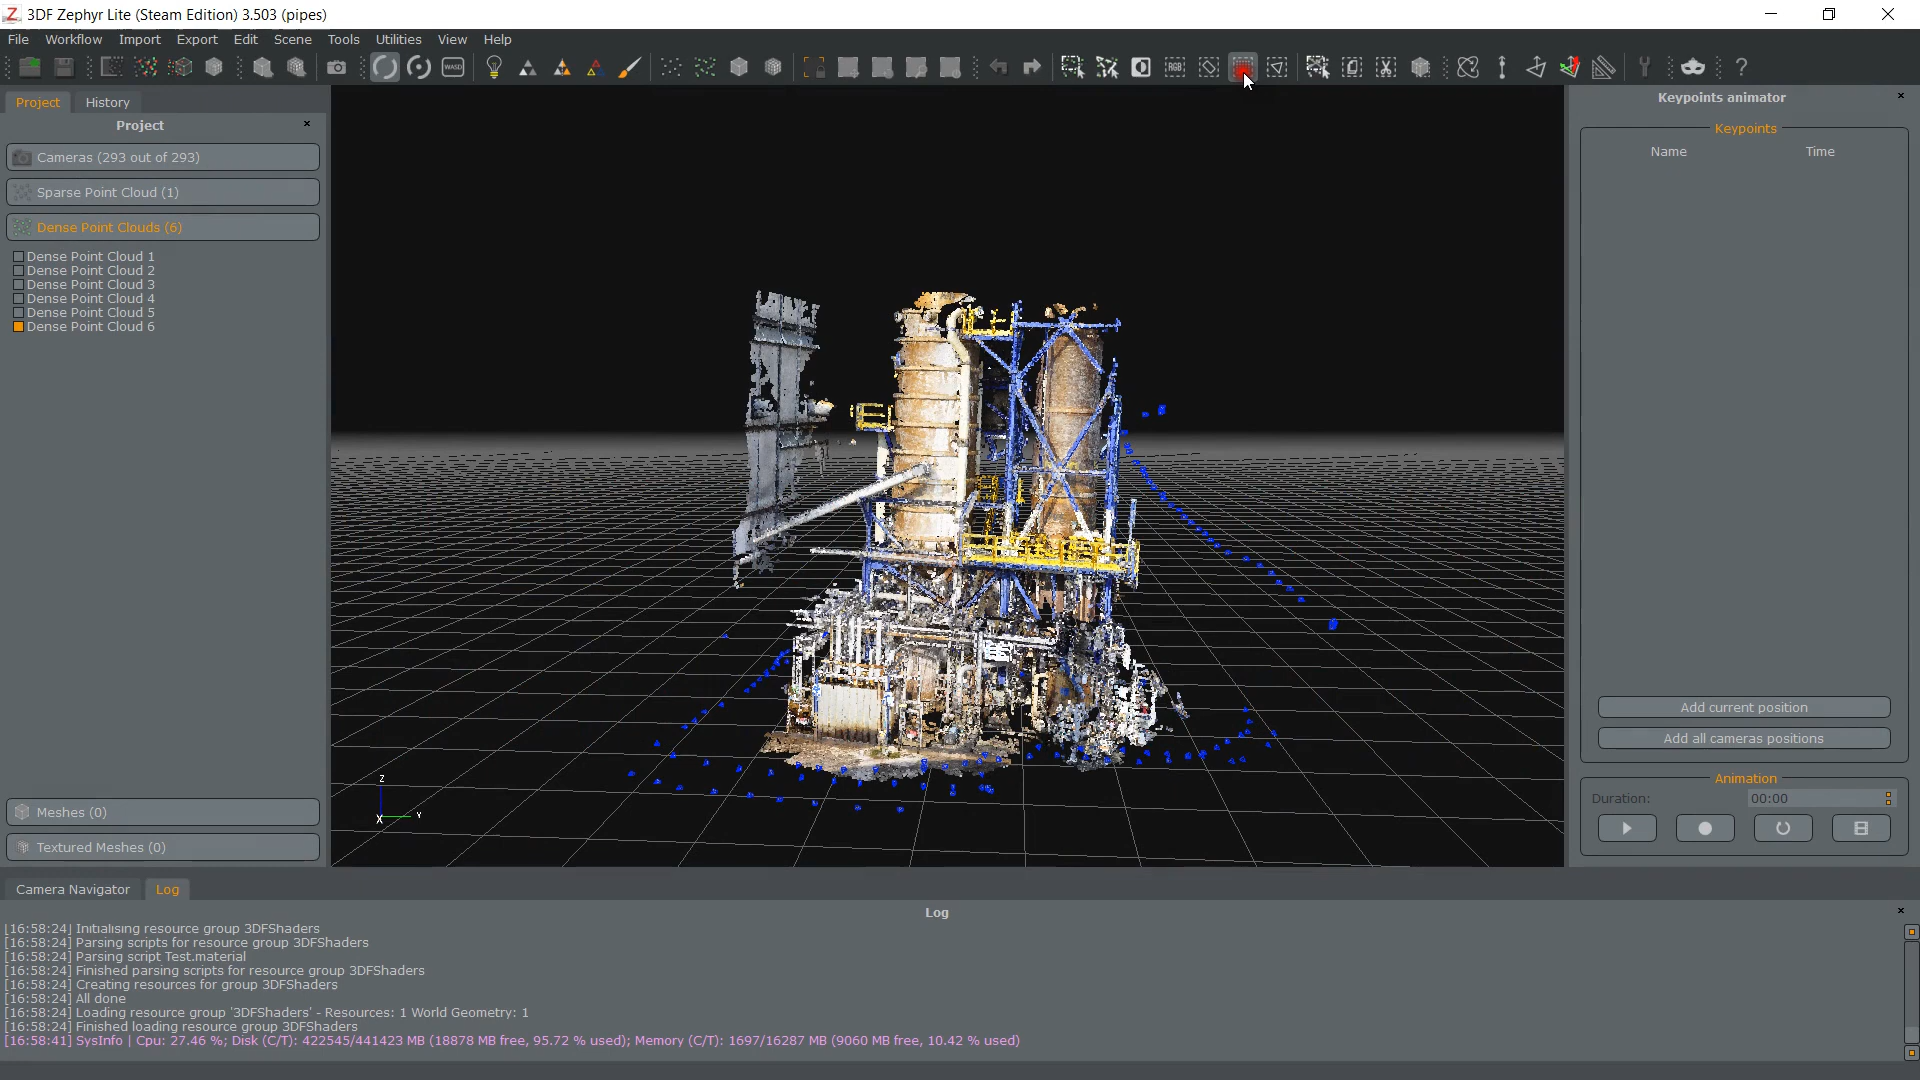 3DF Zephyr Lite (Steam Edition) 3.503 (pipes)
File Workflow Import Export Edit Scene Tools Utilities View Help
WASD
RGB
Project History
Project
Cameras (293 out of 293)
Sparse Point Cloud (1)
Dense Point Clouds (6)
Dense Point Cloud 1
Dense Point Cloud 2
Dense Point Cloud 3
Dense Point Cloud 4
Dense Point Cloud 5
Dense Point Cloud 6
Meshes (0)
Textured Meshes (0)
Z
X Y
Keypoints animator
Keypoints
Name Time
Add current position
Add all cameras positions
Animation
Duration: 00:00
Camera Navigator Log
Log
[16:58:24] Initialising resource group 3DFShaders
[16:58:24] Parsing scripts for resource group 3DFShaders
[16:58:24] Parsing script Test.material
[16:58:24] Finished parsing scripts for resource group 3DFShaders
[16:58:24] Creating resources for group 3DFShaders
[16:58:24] All done
[16:58:24] Loading resource group '3DFShaders' - Resources: 1 World Geometry: 1
[16:58:24] Finished loading resource group 3DFShaders
[16:58:41] SysInfo | Cpu: 27.46 %; Disk (C/T): 422545/441423 MB (18878 MB free, 95.72 % used); Memory (C/T): 1697/16287 MB (9060 MB free, 10.42 % used)